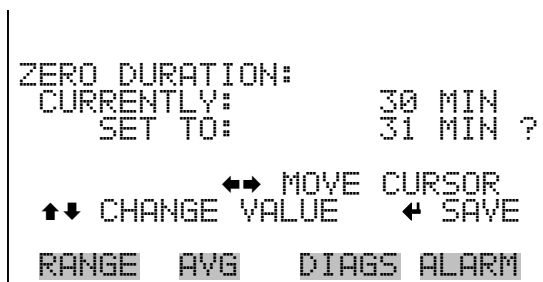 ZERO DURATION:
CURRENTLY: 30 MIN
SET TO: 31 MIN ?
←→ MOVE CURSOR
↑↓ CHANGE VALUE ↵ SAVE
RANGE AVG DIAGS ALARM